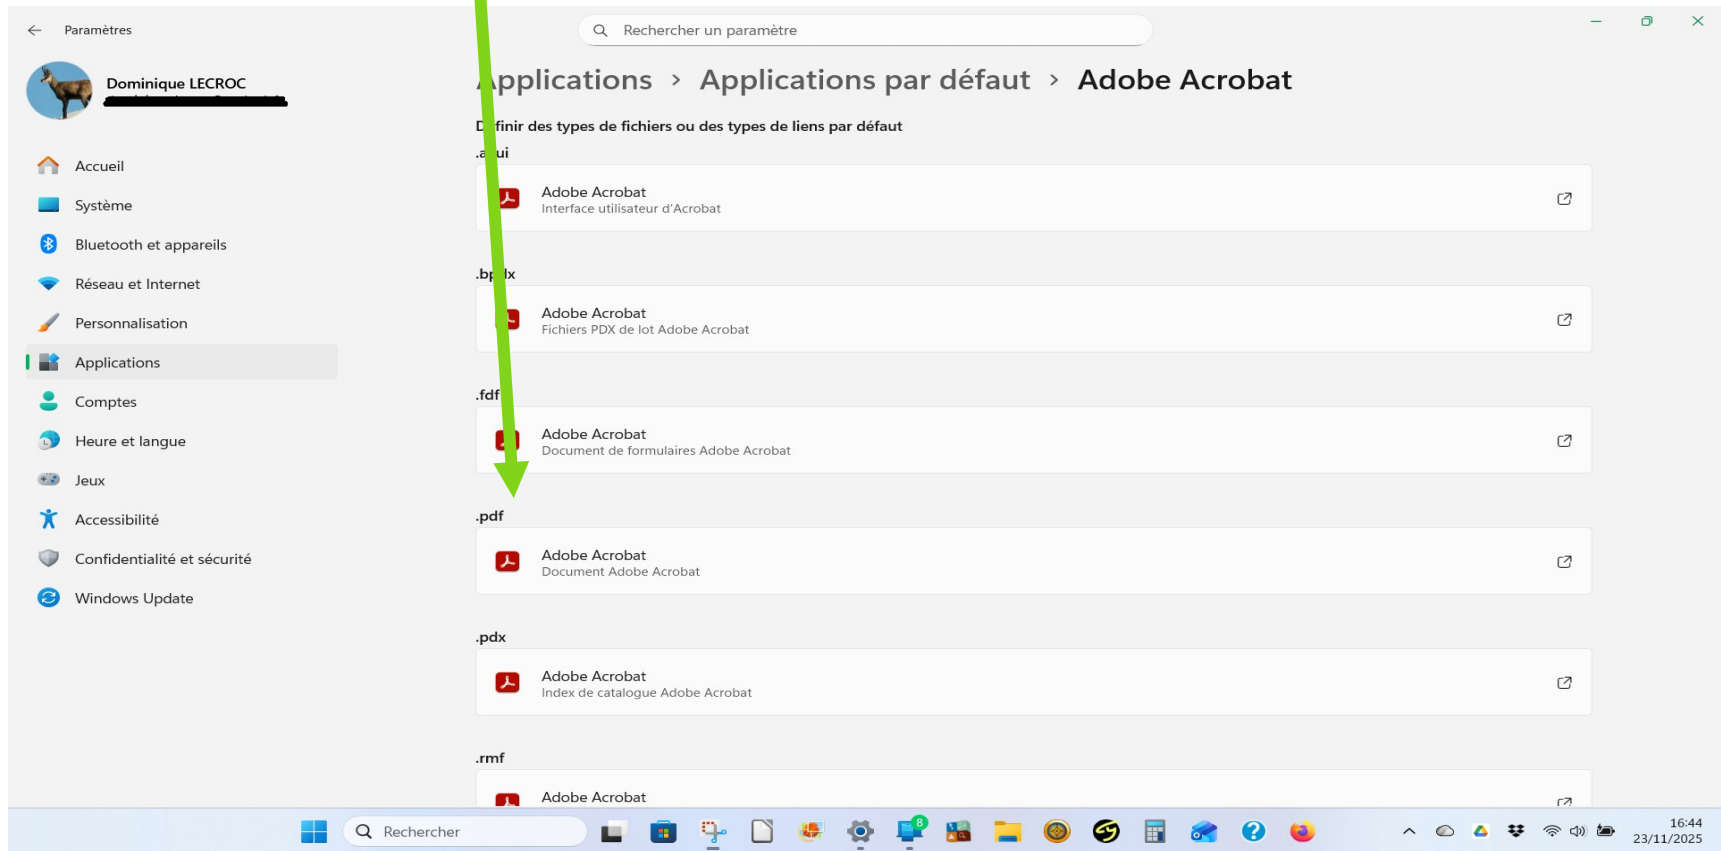 Paramètres
Rechercher un paramètre
Dominique LECROC
Applications > Applications par défaut > Adobe Acrobat
Définir des types de fichiers ou des types de liens par défaut
Accueil
Système
Bluetooth et appareils
Réseau et Internet
Personnalisation
Applications
Comptes
Heure et langue
Jeux
Accessibilité
Confidentialité et sécurité
Windows Update
Adobe Acrobat
Interface utilisateur d'Acrobat
Adobe Acrobat
Fichiers PDX de lot Adobe Acrobat
.fdf
Adobe Acrobat
Document de formulaires Adobe Acrobat
.pdf
Adobe Acrobat
Document Adobe Acrobat
.pdx
Adobe Acrobat
Index de catalogue Adobe Acrobat
.rmf
Adobe Acrobat
Rechercher
8
16:44
23/11/2025